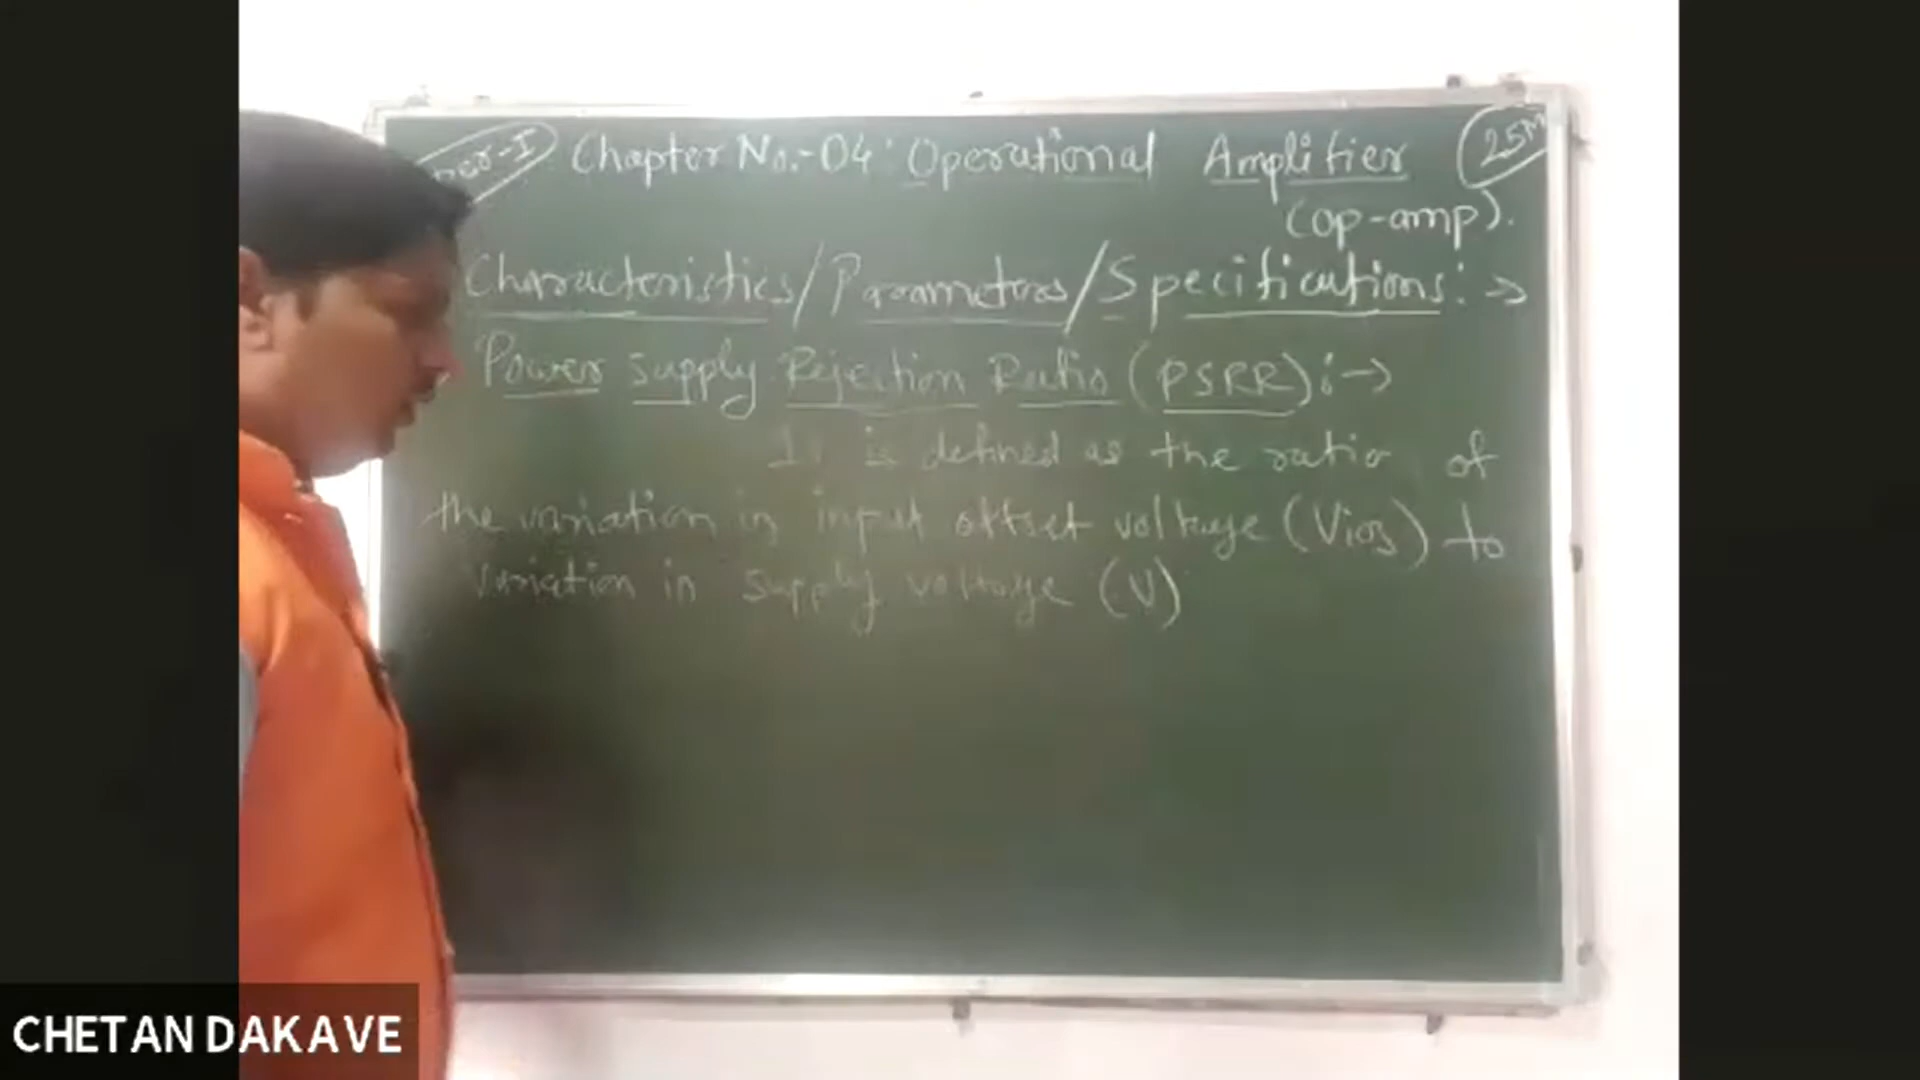 Chapter No.-04: Operational Amplifier 25M
(op-amp).
Characteristics/Parameters/Specifications:→
Power Supply Rejection Ratio (PSRR):→
It is defined as the ratio of
the variation in input offset voltage (Vios) to
variation in supply voltage (V)
CHETAN DAKAVE